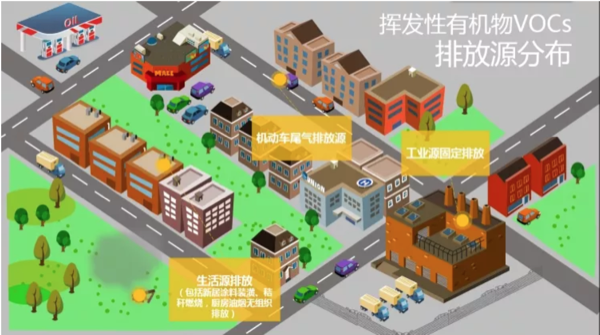 挥发性有机物VOCs
排放源分布
Oil
MALL
机动车尾气排放源
工业源固定排放
生活源排放
（包括新居涂料装潢、秸
秆燃烧，厨房油烟无组织
排放）